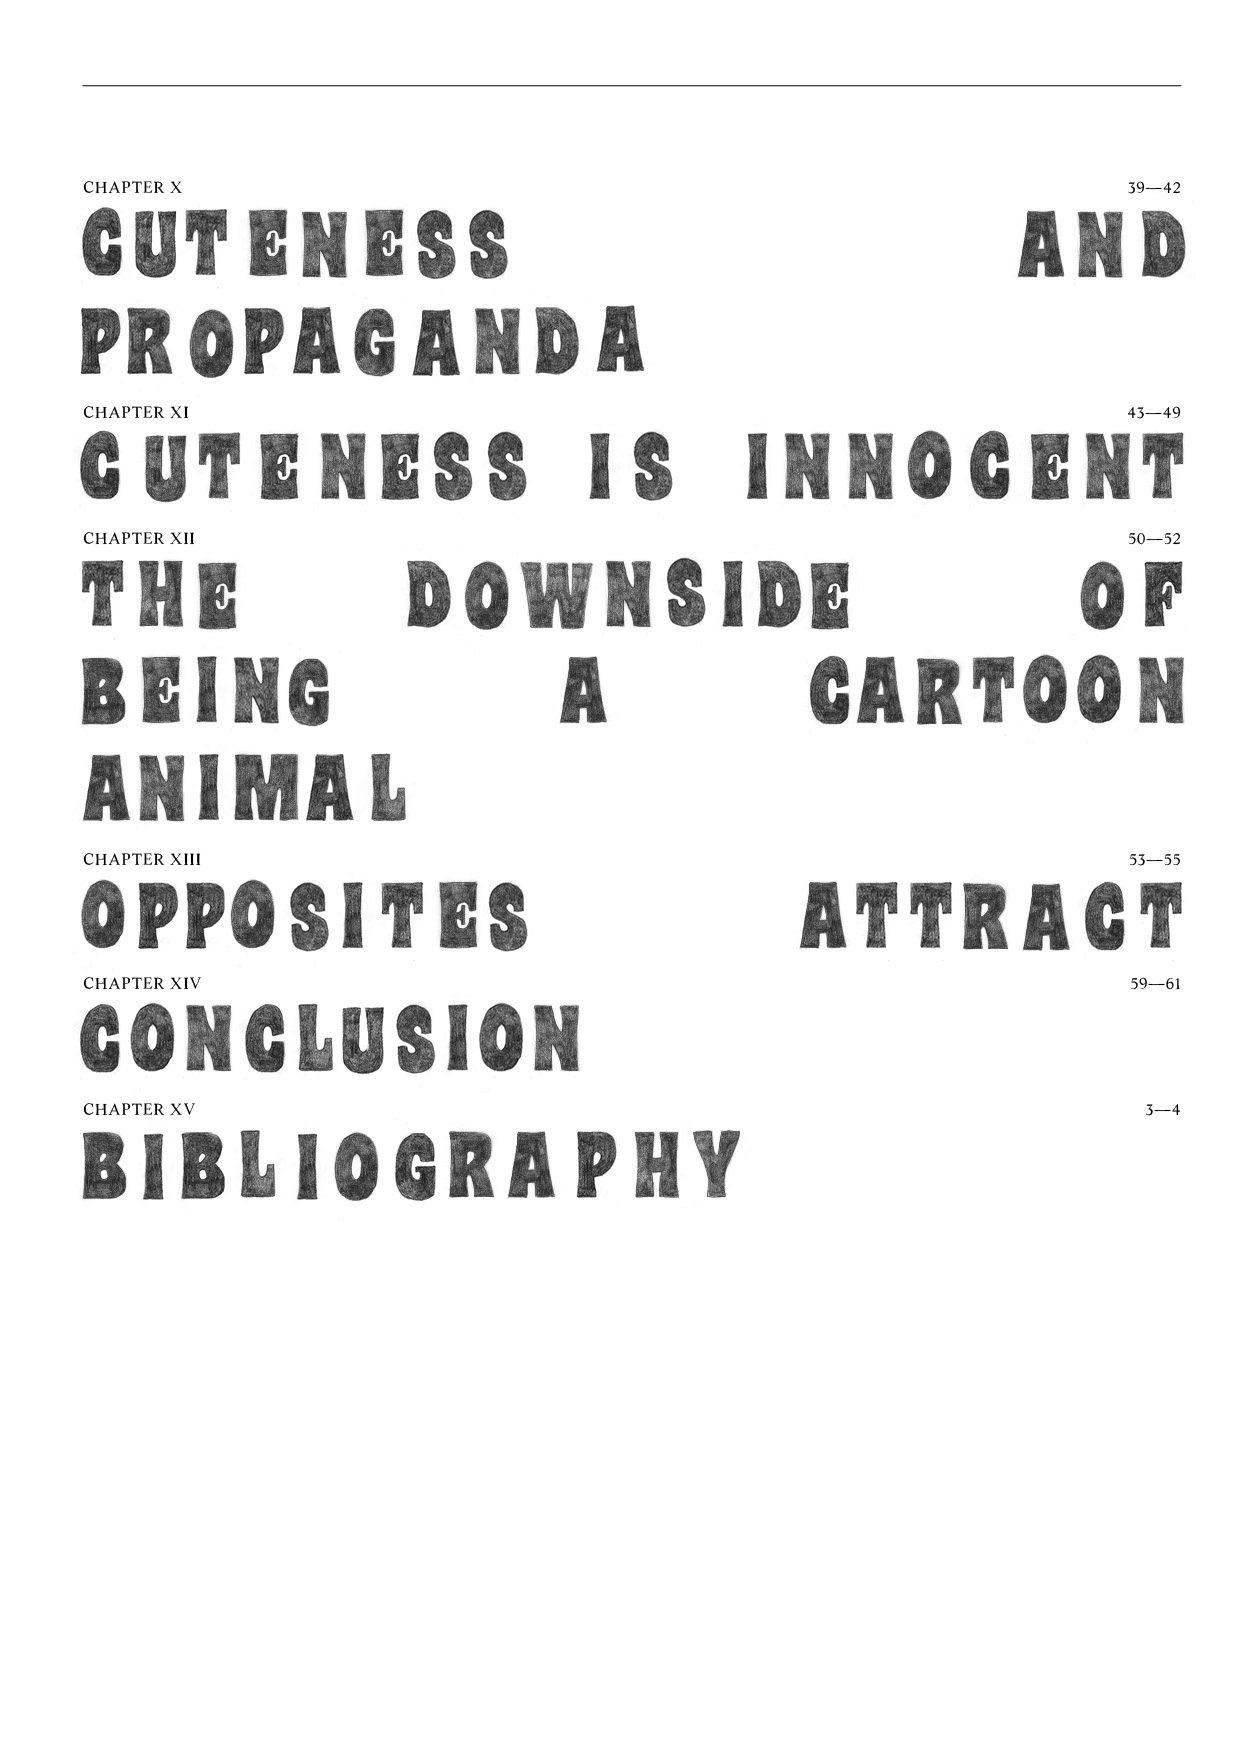 CHAPTER X 39—42
CUTENESS AND
PROPAGANDA
CHAPTER XI 43—49
CUTENESS IS INNOCENT
CHAPTER XII 50—52
THE DOWNSIDE OF
BEING A CARTOON
ANIMAL
CHAPTER XIII 53—55
OPPOSITES ATTRACT
CHAPTER XIV 59—61
CONCLUSION
CHAPTER XV 3—4
BIBLIOGRAPHY